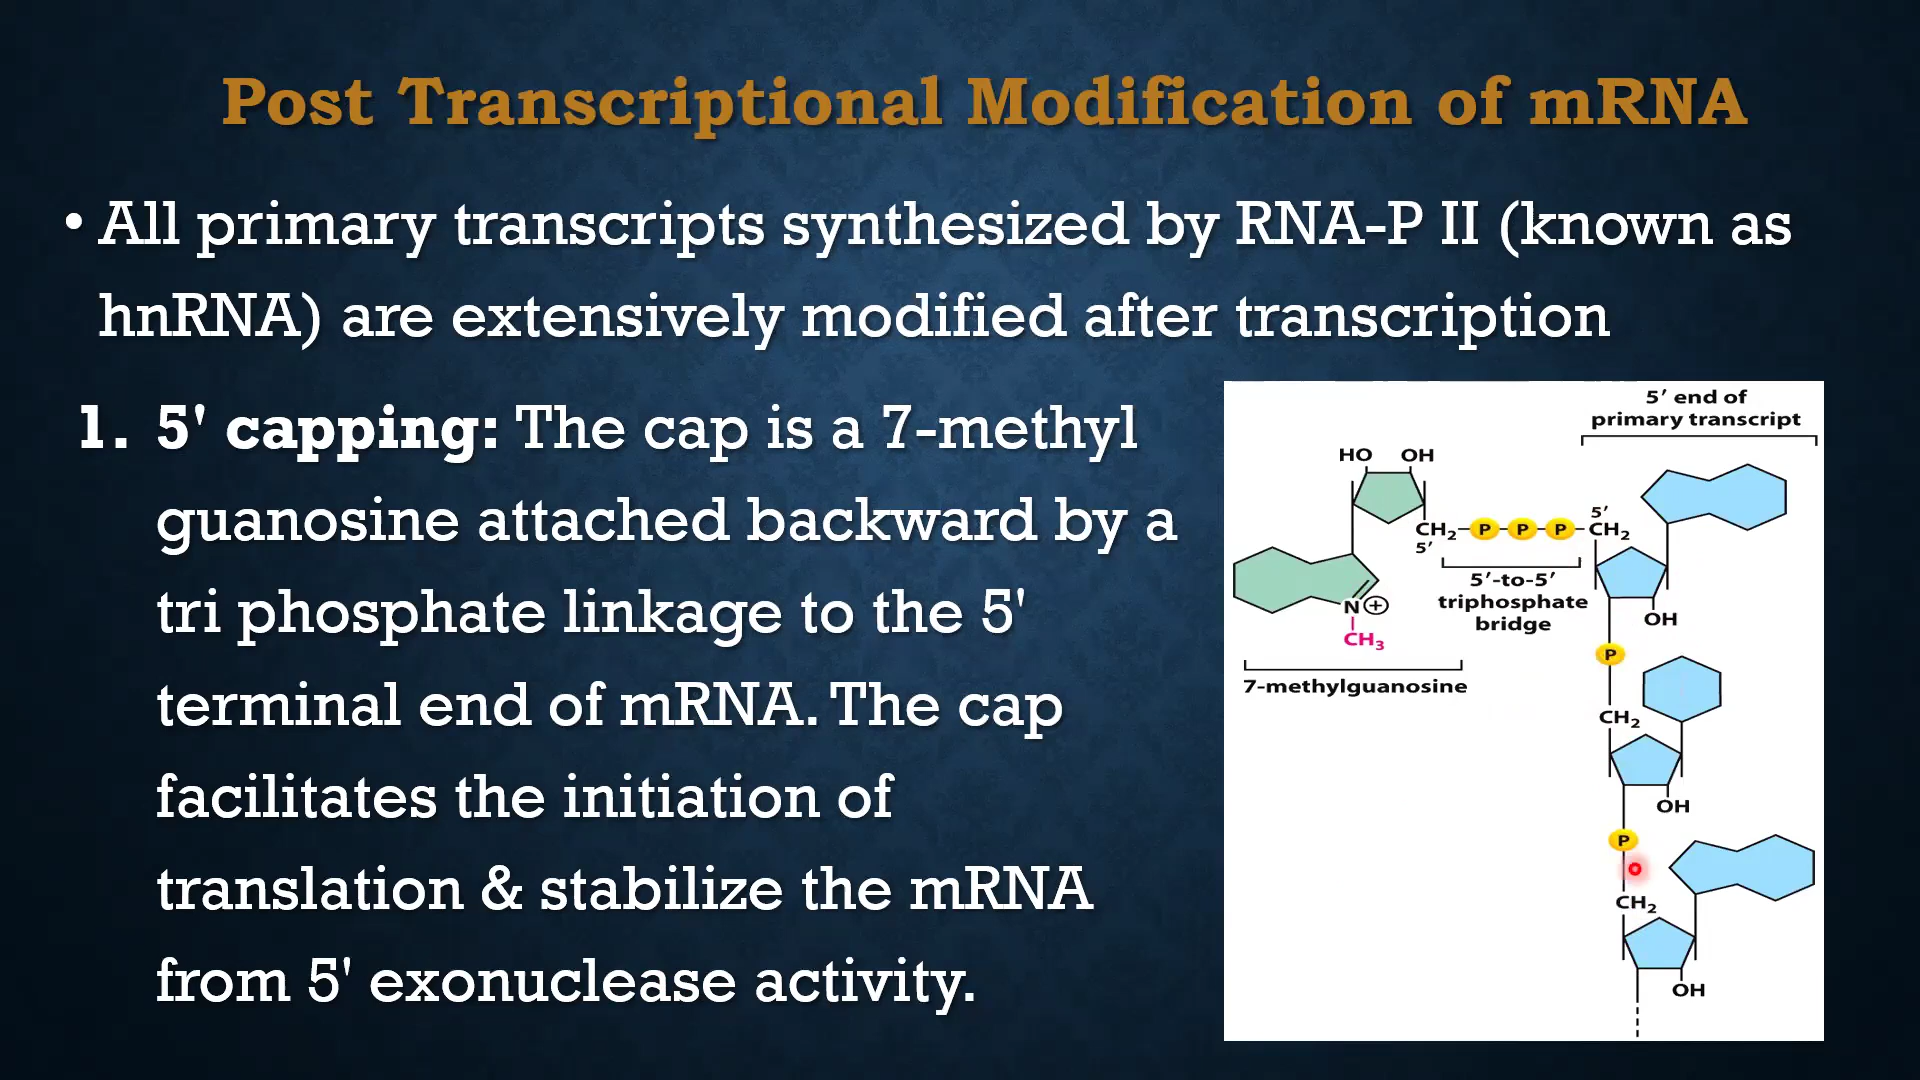 Post Transcriptional Modification of mRNA
• All primary transcripts synthesized by RNA-P II (known as
hnRNA) are extensively modified after transcription
1. 5' capping: The cap is a 7-methyl
guanosine attached backward by a
tri phosphate linkage to the 5'
terminal end of mRNA. The cap
facilitates the initiation of
translation & stabilize the mRNA
from 5' exonuclease activity.
5′ end of
primary transcript
HO OH
5′
CH₂ P P P CH₂
5′
5′-to-5′
triphosphate
bridge
N +
CH₃
7-methylguanosine
OH
P
CH₂
OH
P
CH₂
OH